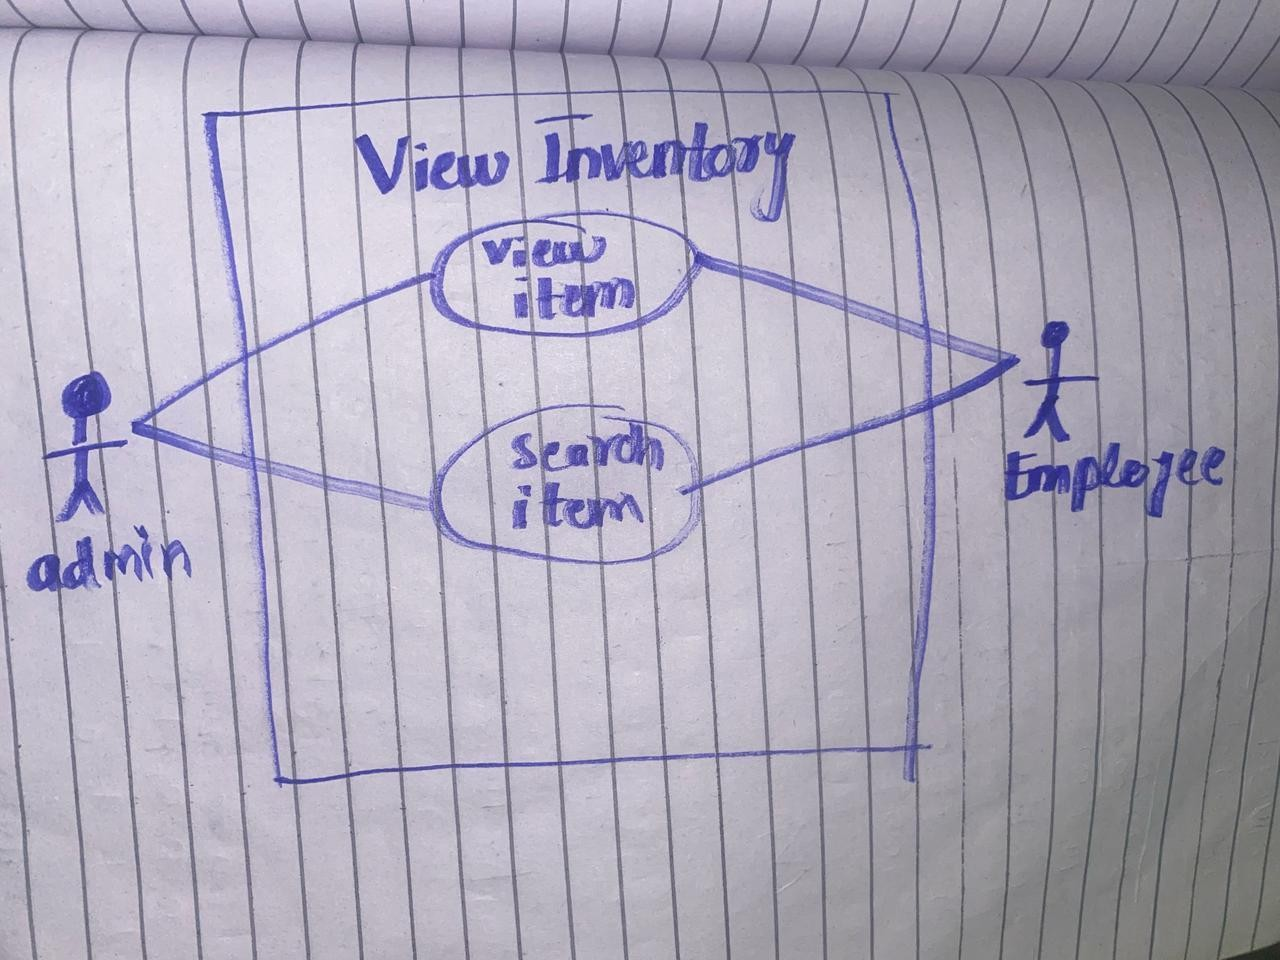 View Inventory
view
item
Search
item
admin
Employee